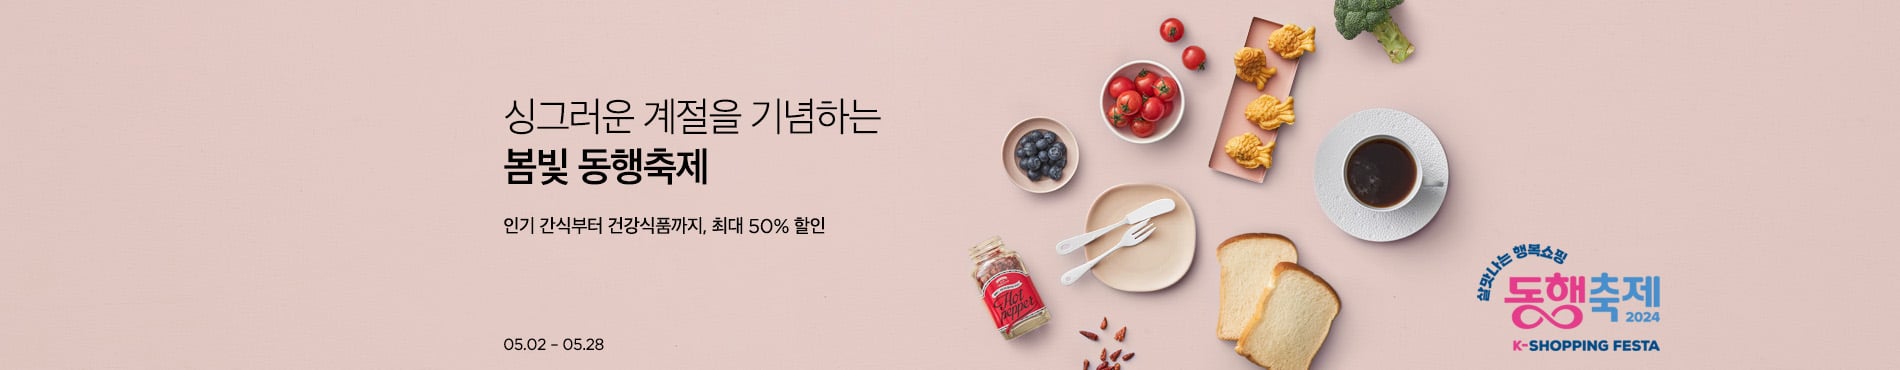 싱그러운 계절을 기념하는
봄빛 동행축제
인기 간식부터 건강식품까지, 최대 50% 할인
05.02 - 05.28
Hot
pepper
살맛나는 행복쇼핑
동행축제
2024
K-SHOPPING FESTA